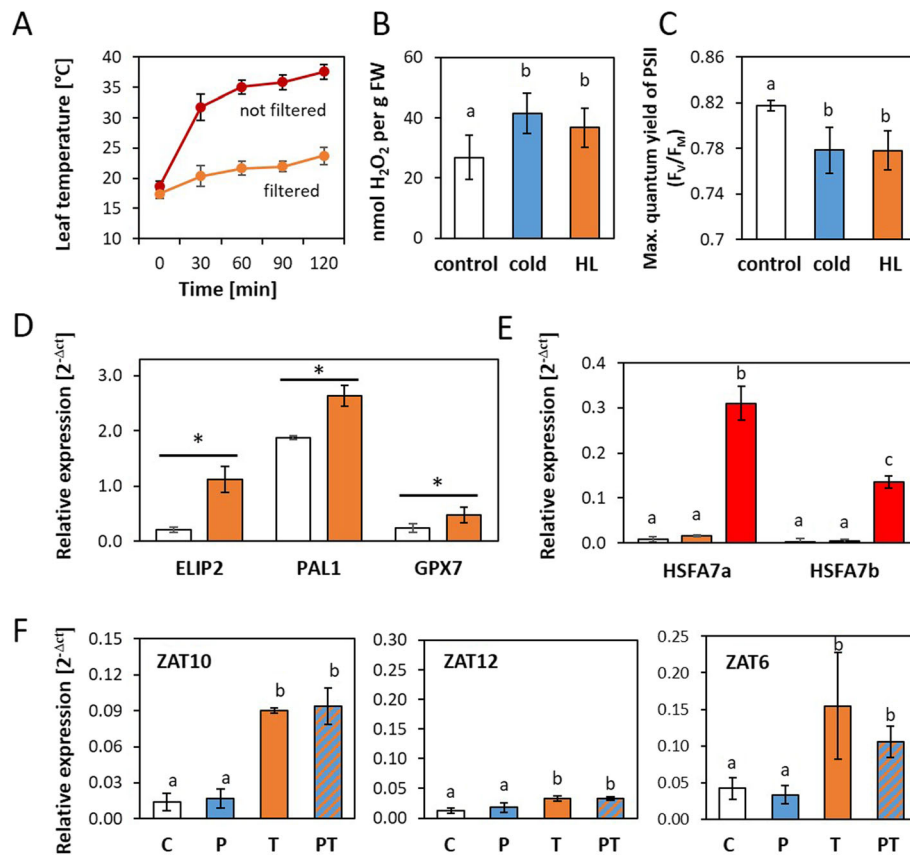 A
Leaf temperature [°C]
40
35
30
25
20
15
10
not filtered
filtered
0 30 60 90 120
Time [min]
B
nmol H₂O₂ per g FW
60
40
20
0
a b b
control cold HL
C
Max. quantum yield of PSII
(Fᵥ/Fᴍ)
0.86
0.82
0.78
0.74
0.7
a b b
control cold HL
D
Relative expression [2⁻Δct]
3.0
2.0
1.0
0.0
* * *
ELIP2 PAL1 GPX7
E
Relative expression [2⁻Δct]
0.4
0.3
0.2
0.1
0.0
a a b a a c
HSFA7a HSFA7b
F
Relative expression [2⁻Δct]
0.15
0.12
0.09
0.06
0.03
0.00
ZAT10
a a b b
C P T PT
0.30
0.25
0.20
0.15
0.10
0.05
0.00
ZAT12
a a b b
C P T PT
0.25
0.20
0.15
0.10
0.05
0.00
ZAT6
a a b b
C P T PT